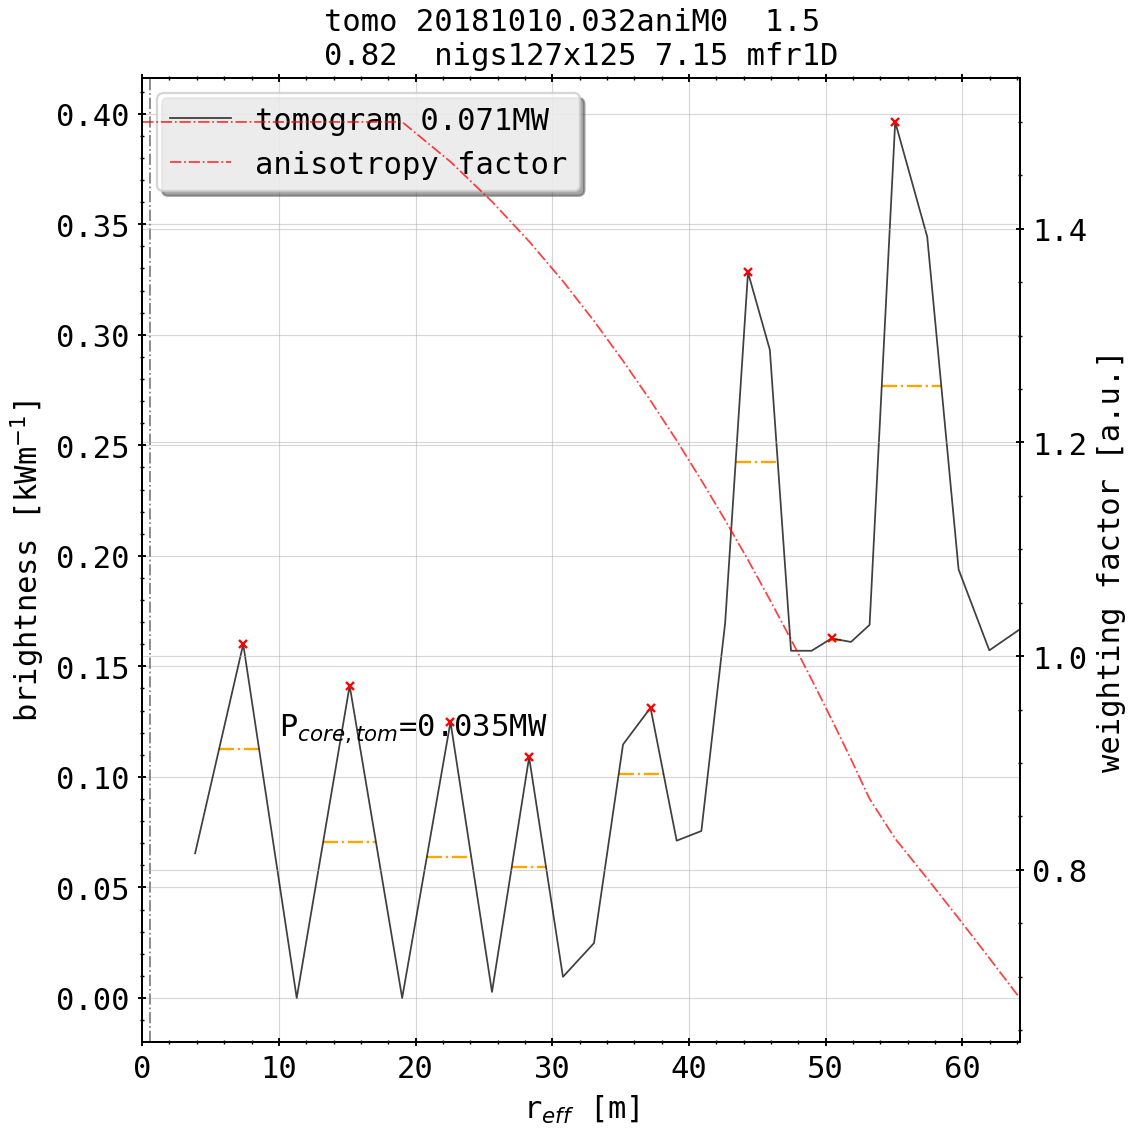 tomo 20181010.032aniM0  1.5
0.82  nigs127x125 7.15 mfr1D
tomogram 0.071MW
anisotropy factor
0.40
0.35
0.30
0.25
0.20
0.15
0.10
0.05
0.00
brightness [kWm⁻¹]
P_core,tom=0.035MW
1.4
1.2
1.0
0.8
weighting factor [a.u.]
0 10 20 30 40 50 60
r_eff [m]